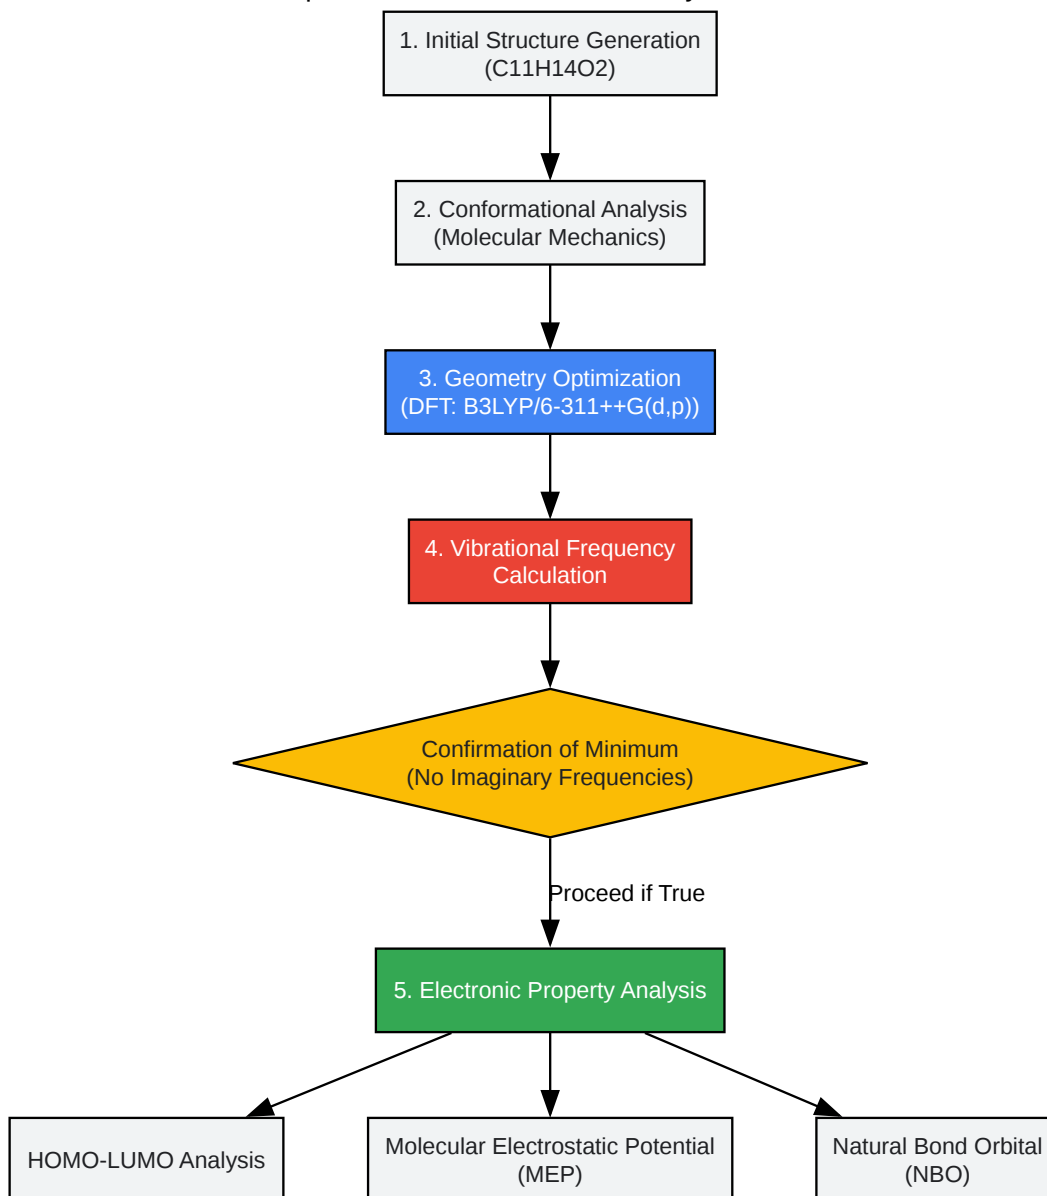 1. Initial Structure Generation
(C11H14O2)
2. Conformational Analysis
(Molecular Mechanics)
3. Geometry Optimization
(DFT: B3LYP/6-311++G(d,p))
4. Vibrational Frequency
Calculation
Confirmation of Minimum
(No Imaginary Frequencies)
Proceed if True
5. Electronic Property Analysis
HOMO-LUMO Analysis
Molecular Electrostatic Potential
(MEP)
Natural Bond Orbital
(NBO)